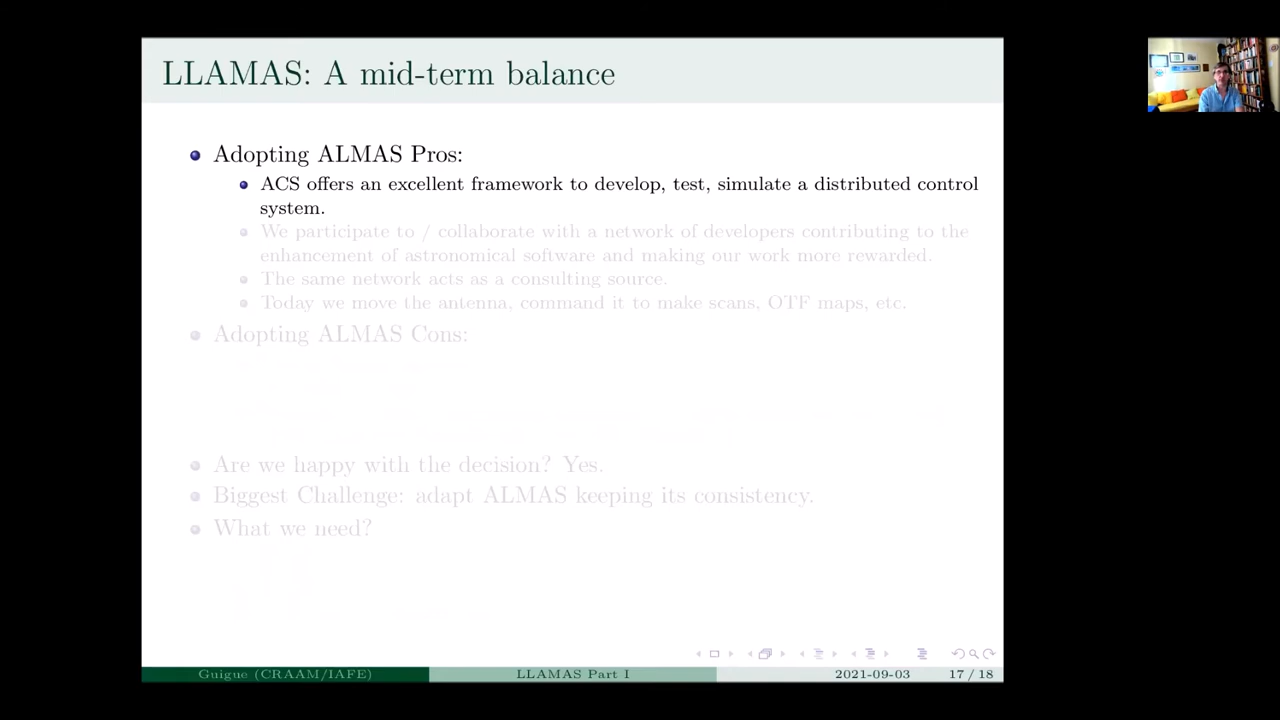 LLAMAS: A mid-term balance
Adopting ALMAS Pros:
ACS offers an excellent framework to develop, test, simulate a distributed control
system.
We participate to / collaborate with a network of developers contributing to the
enhancement of astronomical software and making our work more rewarded.
The same network acts as a consulting source.
Today we move the antenna, command it to make scans, OTF maps, etc.
Adopting ALMAS Cons:
Are we happy with the decision? Yes.
Biggest Challenge: adapt ALMAS keeping its consistency.
What we need?
Guigue (CRAAM/IAFE)
LLAMAS Part I
2021-09-03
17 / 18